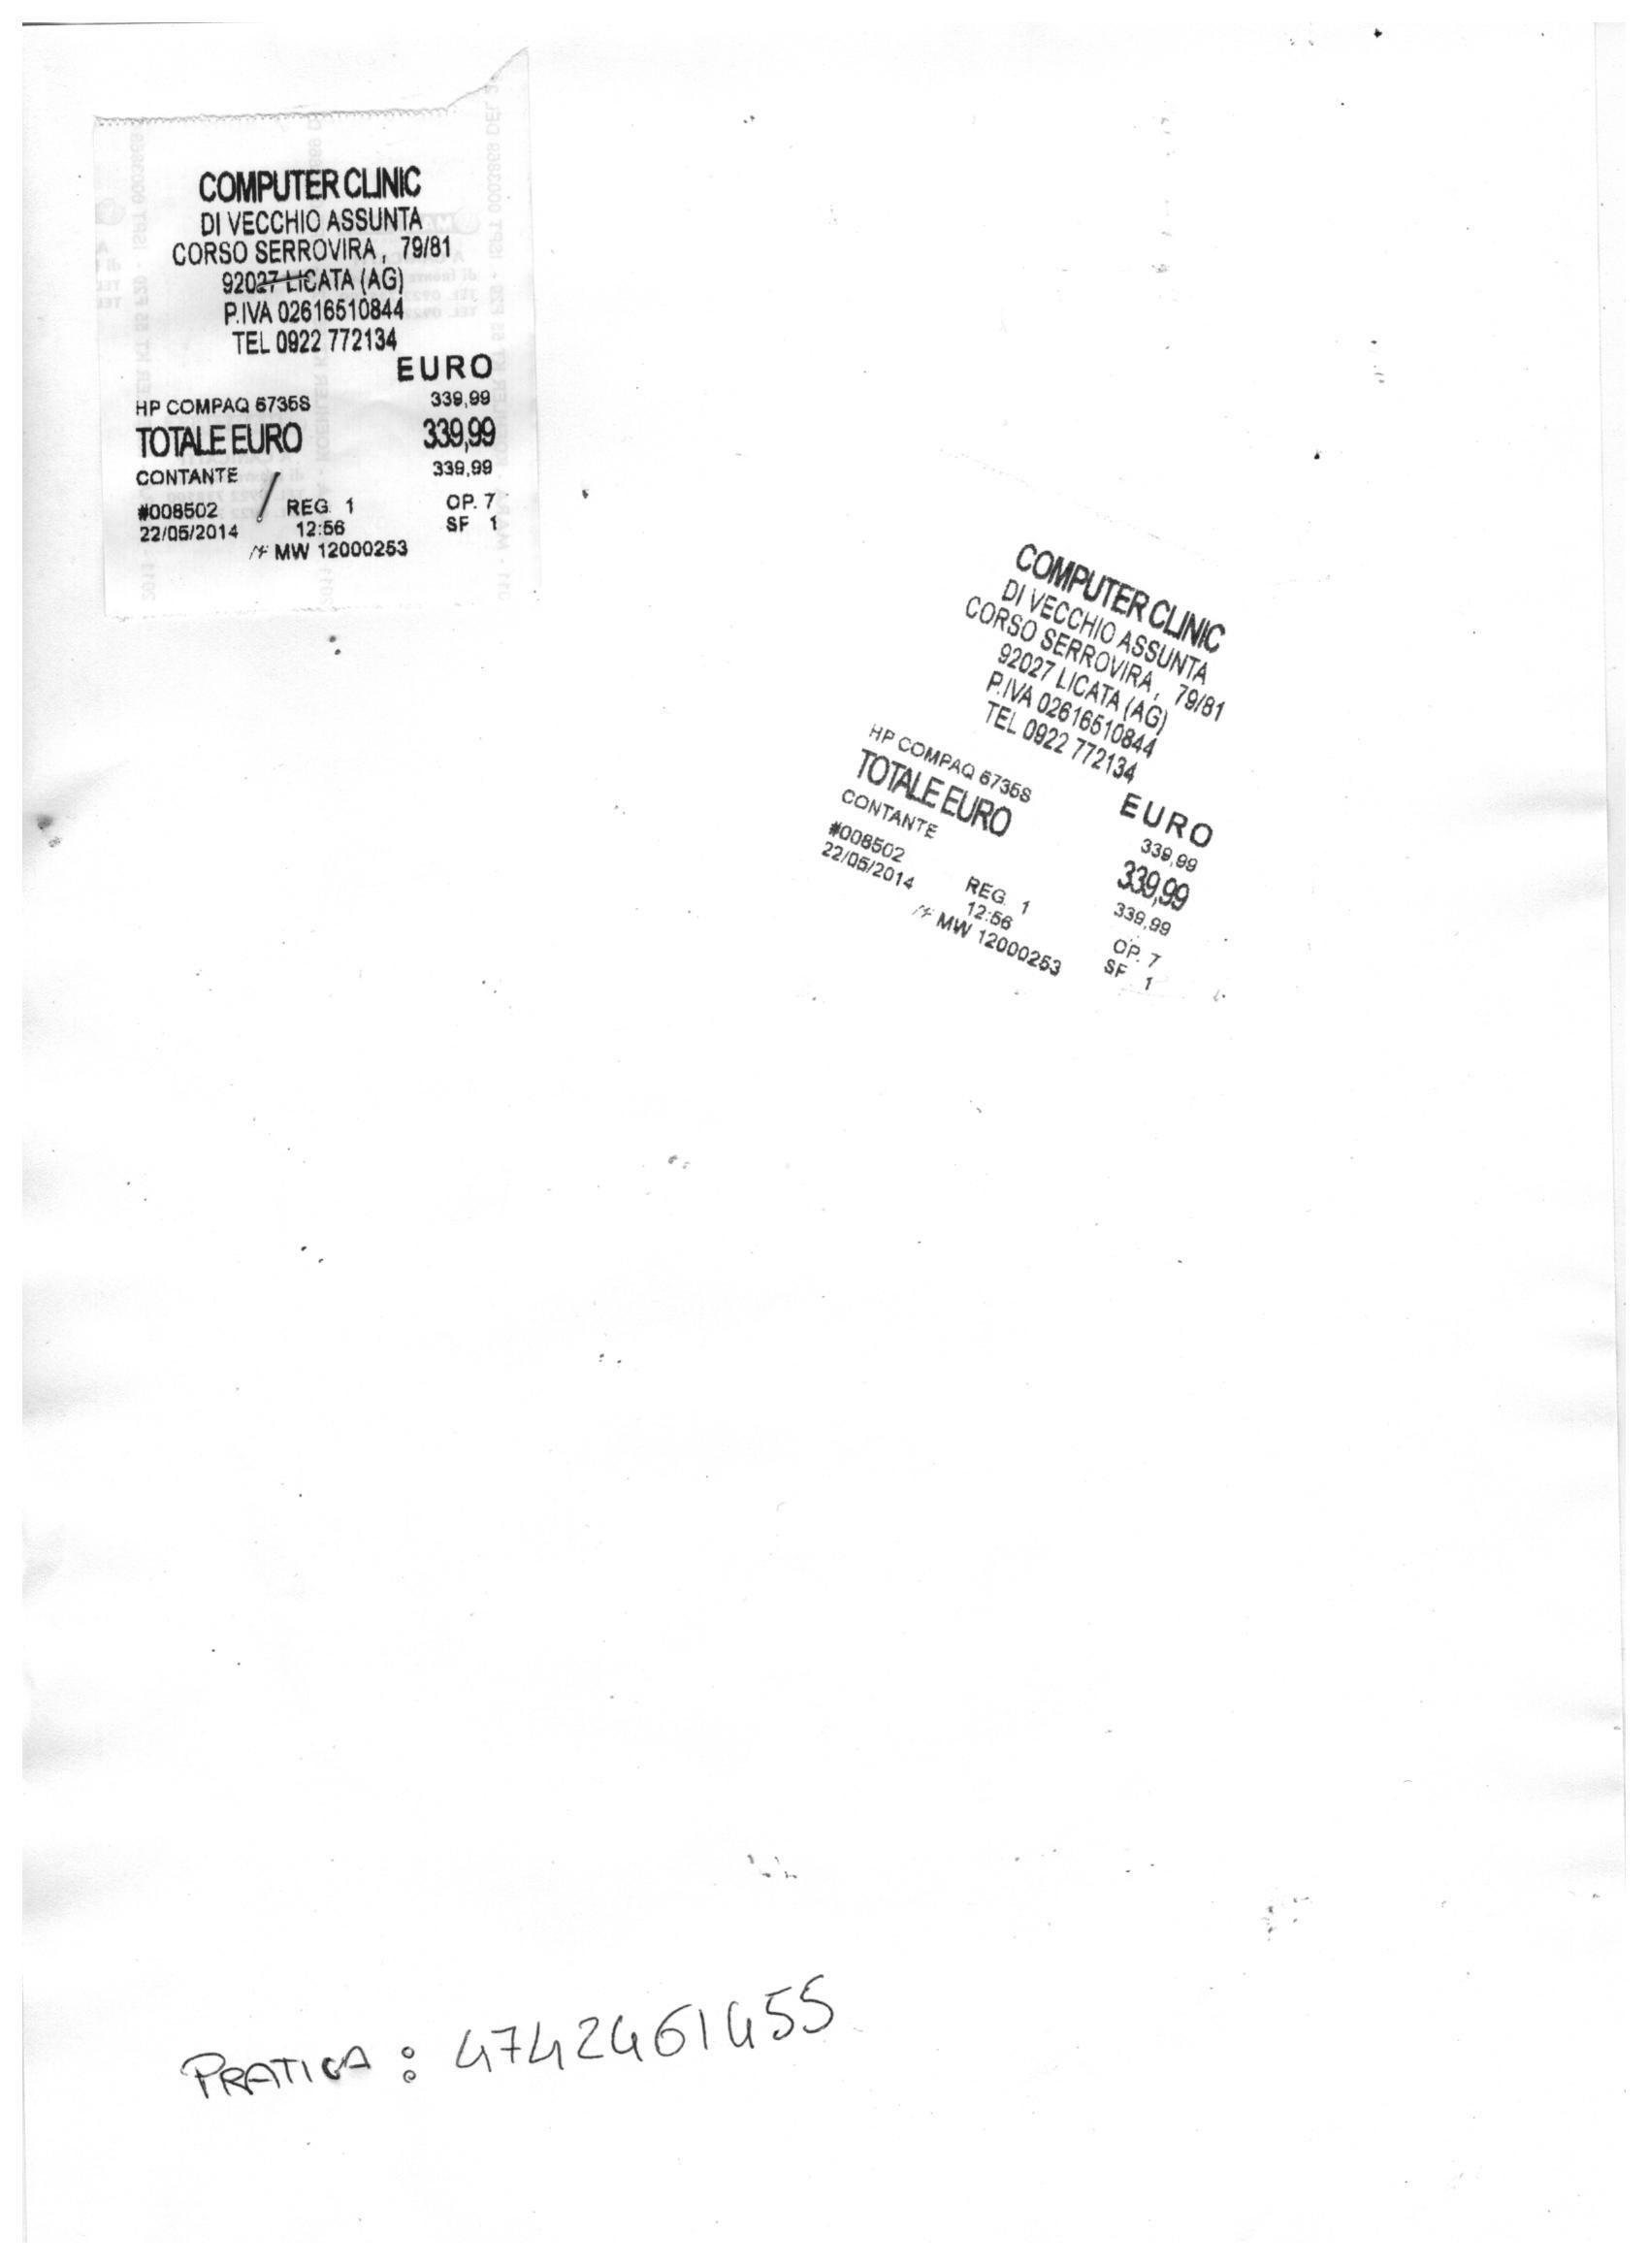 COMPUTER CLINIC
DI VECCHIO ASSUNTA
CORSO SERROVIRA, 79/81
92027 LICATA (AG)
P.IVA 02616510844
TEL 0922 772134
EURO
HP COMPAQ 6735S 339,99
TOTALE EURO 339,99
CONTANTE 339,99
#008502 REG. 1 OP. 7
22/05/2014 12:56 SF 1
MW 12000253
COMPUTER CLINIC
DI VECCHIO ASSUNTA
CORSO SERROVIRA, 79/81
92027 LICATA (AG)
P.IVA 02616510844
TEL 0922 772134
EURO
HP COMPAQ 6735S 339,99
TOTALE EURO 339,99
CONTANTE 339,99
#008502 REG. 1 OP. 7
22/05/2014 12:56 SF 1
MW 12000253
PRATICA: 4742461455